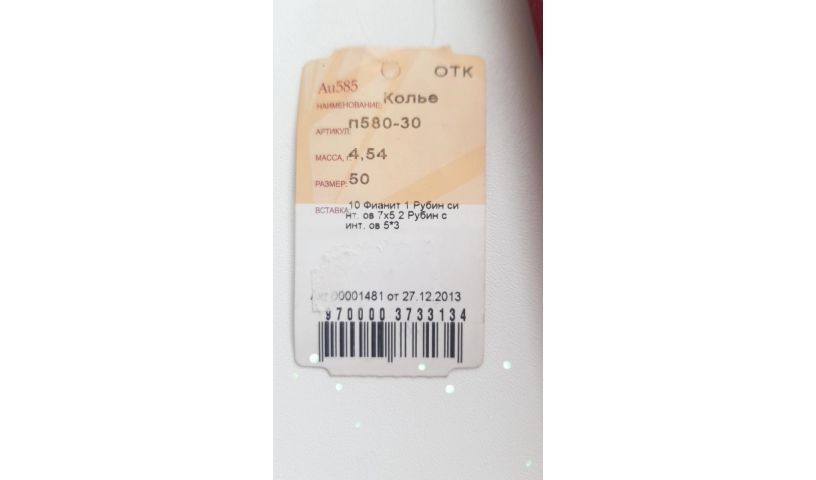 ОТК
Au585
НАИМЕНОВАНИЕ: Колье
АРТИКУЛ: п580-30
МАССА, г. 4,54
РАЗМЕР: 50
ВСТАВКА: 10 Фианит 1 Рубин си
нт. ов 7х5 2 Рубин с
инт. ов 5*3
00001481 от 27.12.2013
970000 3733134